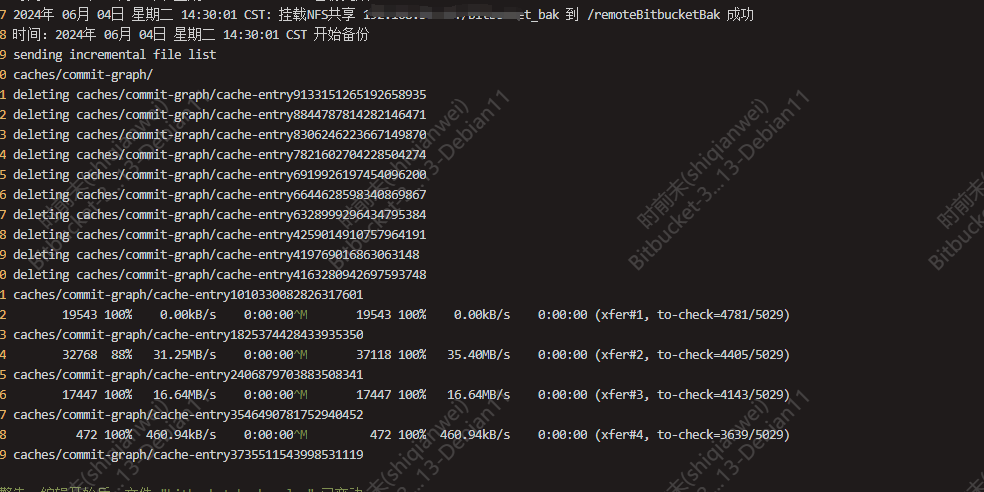 7 2024年 06月 04日 星期二 14:30:01 CST: 挂载NFS共享 _bak 到 /remoteBitbucketBak 成功
8 时间: 2024年 06月 04日 星期二 14:30:01 CST 开始备份
9 sending incremental file list
0 caches/commit-graph/
1 deleting caches/commit-graph/cache-entry9133151265192658935
2 deleting caches/commit-graph/cache-entry8844787814282146471
3 deleting caches/commit-graph/cache-entry8306246223667149870
4 deleting caches/commit-graph/cache-entry7821602704228504274
5 deleting caches/commit-graph/cache-entry6919926197454096200
6 deleting caches/commit-graph/cache-entry6644628598340869867
7 deleting caches/commit-graph/cache-entry6328999296434795384
8 deleting caches/commit-graph/cache-entry4259014910757964191
9 deleting caches/commit-graph/cache-entry419769016863063148
0 deleting caches/commit-graph/cache-entry4163280942697593748
1 caches/commit-graph/cache-entry1010330082826317601
2 19543 100% 0.00kB/s 0:00:00^M 19543 100% 0.00kB/s 0:00:00 (xfer#1, to-check=4781/5029)
3 caches/commit-graph/cache-entry1825374428433935350
4 32768 88% 31.25MB/s 0:00:00^M 37118 100% 35.40MB/s 0:00:00 (xfer#2, to-check=4405/5029)
5 caches/commit-graph/cache-entry2406879703883508341
6 17447 100% 16.64MB/s 0:00:00^M 17447 100% 16.64MB/s 0:00:00 (xfer#3, to-check=4143/5029)
7 caches/commit-graph/cache-entry3546490781752940452
8 472 100% 460.94kB/s 0:00:00^M 472 100% 460.94kB/s 0:00:00 (xfer#4, to-check=3639/5029)
9 caches/commit-graph/cache-entry3735511543998531119
时前未(shiqianwei)
Bitbucket-3...13-Debian11
时前未(shiqianwei)
Bitbucket-3...13-Debian11